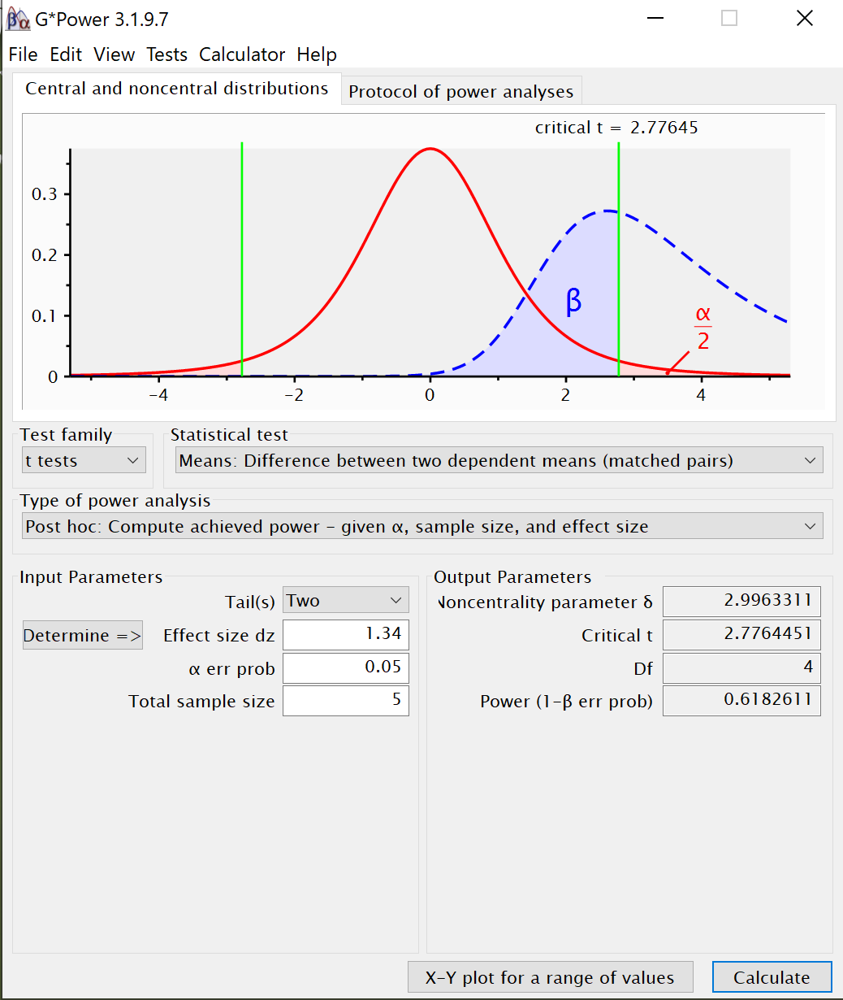 G*Power 3.1.9.7
File Edit View Tests Calculator Help
Central and noncentral distributions
Protocol of power analyses
critical t = 2.77645
0.3
0.2
0.1
0
β
α
2
−4 −2 0 2 4
Test family
t tests
Statistical test
Means: Difference between two dependent means (matched pairs)
Type of power analysis
Post hoc: Compute achieved power – given α, sample size, and effect size
Input Parameters
Tail(s) Two
Determine => Effect size dz 1.34
α err prob 0.05
Total sample size 5
Output Parameters
Noncentrality parameter δ 2.9963311
Critical t 2.7764451
Df 4
Power (1−β err prob) 0.6182611
X–Y plot for a range of values
Calculate